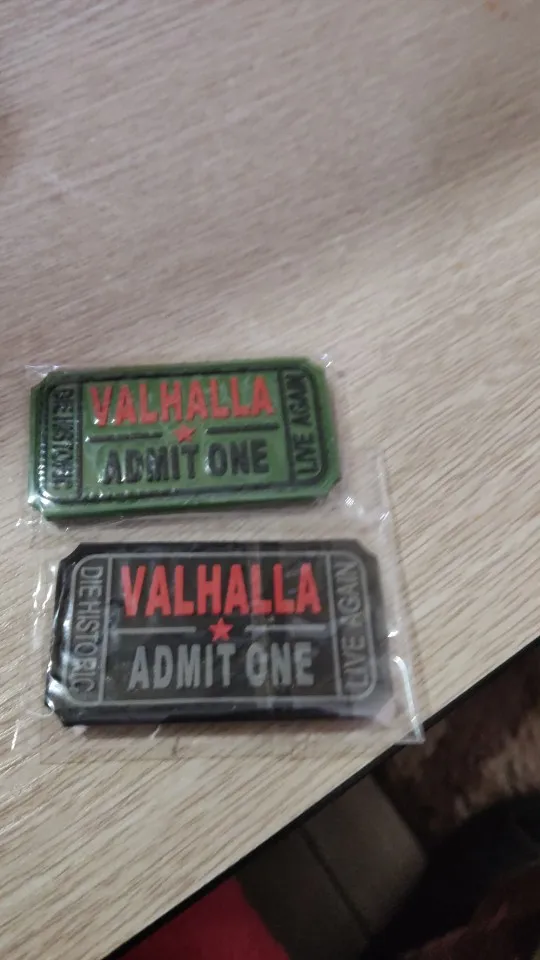 DIE HISTORIC
VALHALLA
ADMIT ONE
LIVE AGAIN
DIE HISTORIC
VALHALLA
ADMIT ONE
LIVE AGAIN